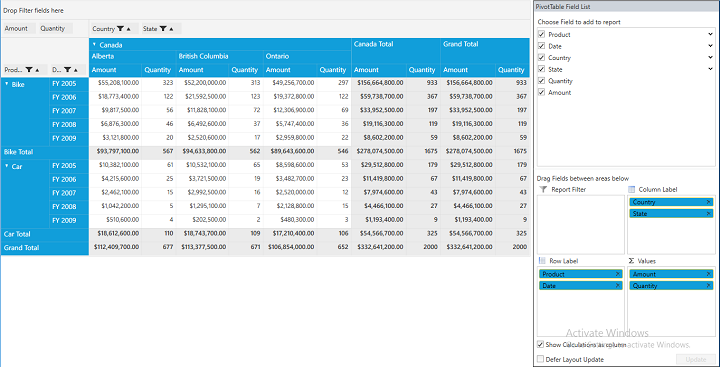 Drop Filter fields here
Amount Quantity Country State
Canada Canada Total Grand Total
Alberta British Columbia Ontario
Prod... D... Amount Quantity Amount Quantity Amount Quantity Amount Quantity Amount Quantity
Bike FY 2005 $55,208,100.00 323 $52,200,000.00 313 $49,256,700.00 297 $156,664,800.00 933 $156,664,800.00 933
FY 2006 $18,773,400.00 122 $21,592,500.00 123 $19,372,800.00 122 $59,738,700.00 367 $59,738,700.00 367
FY 2007 $9,817,500.00 56 $11,828,100.00 72 $12,306,900.00 69 $33,952,500.00 197 $33,952,500.00 197
FY 2008 $6,876,300.00 46 $6,492,600.00 37 $5,747,400.00 36 $19,116,300.00 119 $19,116,300.00 119
FY 2009 $3,121,800.00 20 $2,520,600.00 17 $2,959,800.00 22 $8,602,200.00 59 $8,602,200.00 59
Bike Total $93,797,100.00 567 $94,633,800.00 562 $89,643,600.00 546 $278,074,500.00 1675 $278,074,500.00 1675
Car FY 2005 $10,382,100.00 61 $10,532,100.00 65 $8,598,600.00 53 $29,512,800.00 179 $29,512,800.00 179
FY 2006 $4,215,600.00 25 $3,721,500.00 19 $3,482,700.00 23 $11,419,800.00 67 $11,419,800.00 67
FY 2007 $2,462,100.00 15 $2,992,500.00 16 $2,520,000.00 12 $7,974,600.00 43 $7,974,600.00 43
FY 2008 $1,042,200.00 5 $1,295,100.00 7 $2,128,800.00 15 $4,466,100.00 27 $4,466,100.00 27
FY 2009 $510,600.00 4 $202,500.00 2 $480,300.00 3 $1,193,400.00 9 $1,193,400.00 9
Car Total $18,612,600.00 110 $18,743,700.00 109 $17,210,400.00 106 $54,566,700.00 325 $54,566,700.00 325
Grand Total $112,409,700.00 677 $113,377,500.00 671 $106,854,000.00 652 $332,641,200.00 2000 $332,641,200.00 2000
PivotTable Field List
Choose Field to add to report
Product
Date
Country
State
Quantity
Amount
Drag Fields between areas below
Report Filter Column Label
Country
State
Row Label Σ Values
Product Amount
Date Quantity
Activate Windows
Show Calculations as column
Defer Layout Update Update